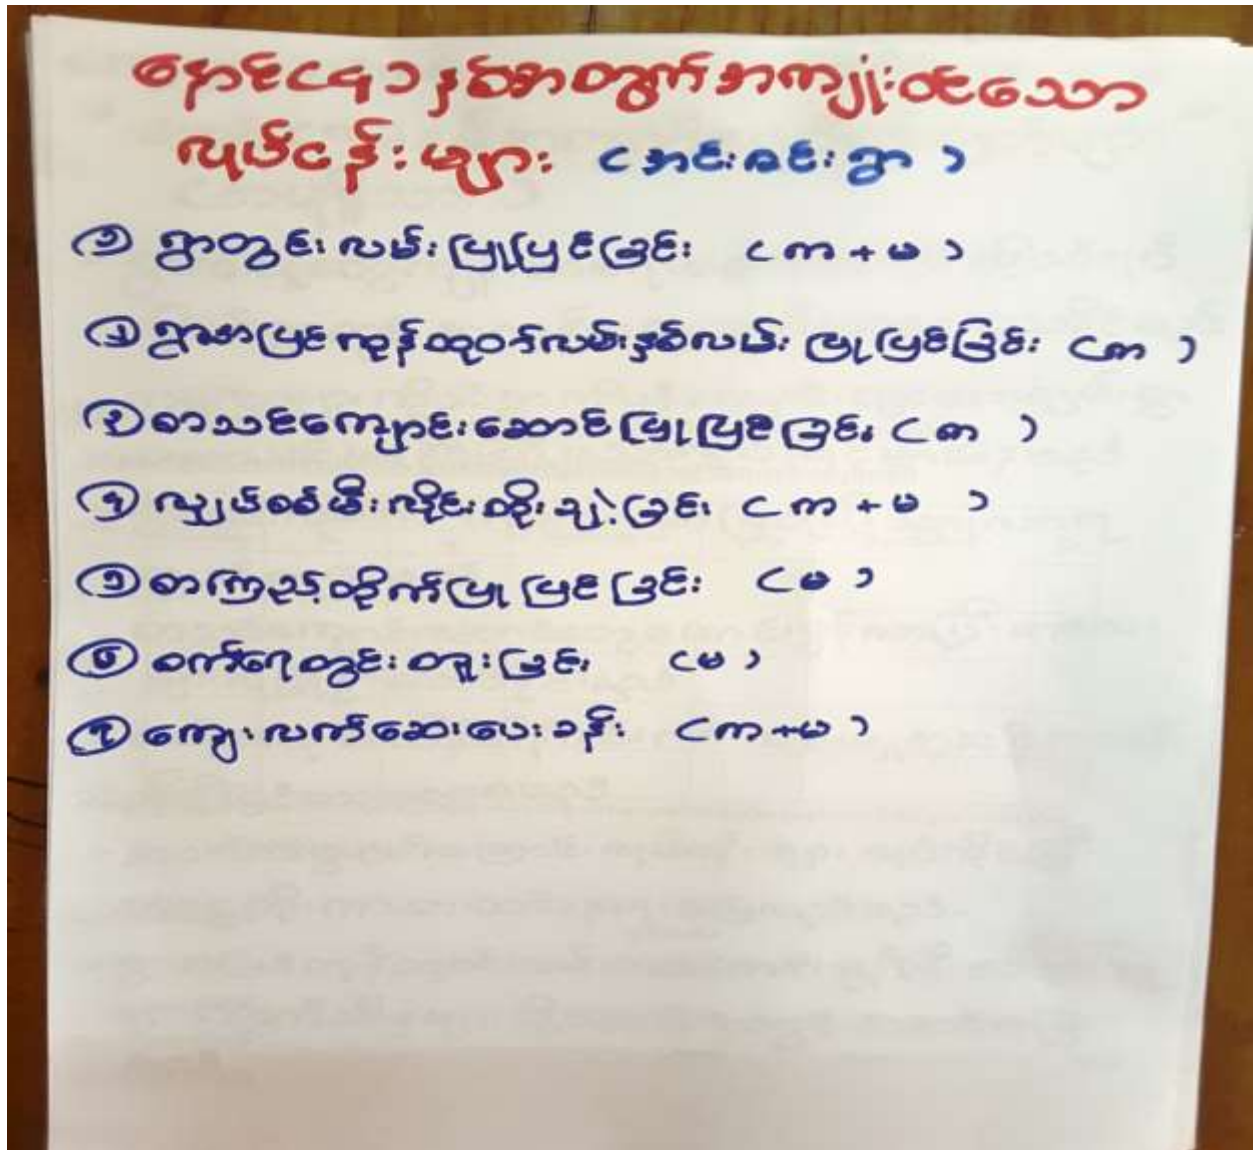 နောင်(၅)နှစ်အတွက်အကျုံးဝင်သော
လုပ်ငန်းများ (အင်းခင်းရွာ)
၁ ရွာတွင်းလမ်းပြုပြင်ခြင်း (ကာ + မ)
၂ ရွာအပြင်ကုန်ထုတ်လမ်းနှစ်လမ်း ပြုပြင်ခြင်း (ကာ)
၃ စာသင်ကျောင်းဆောင်ပြုပြင်ခြင်း (ကာ)
၄ လျှပ်စစ်မီးလိုင်းတိုးချဲ့ခြင်း (ကာ + မ)
၅ စာကြည့်တိုက်ပြုပြင်ခြင်း (မ)
၆ စက်ရေတွင်းတူးခြင်း (မ)
၇ ကျေးလက်ဆေးပေးခန်း (ကာ + မ)